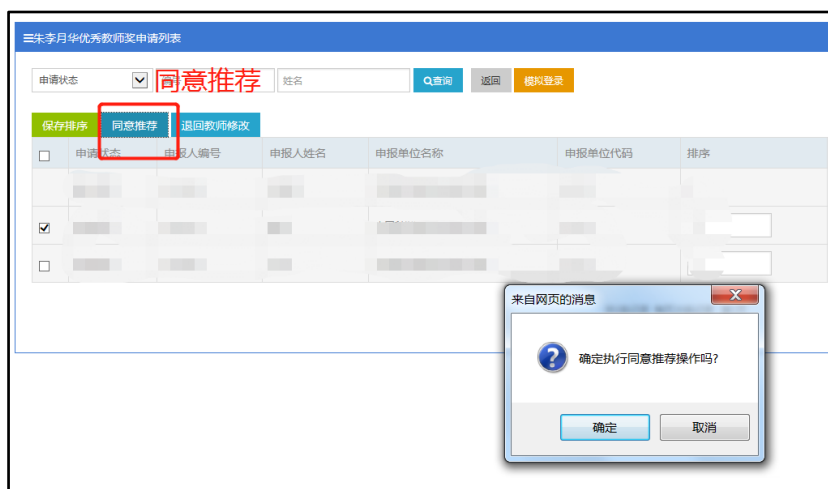 朱李月华优秀教师奖申请列表
申请状态 同意推荐 姓名 查询 返回 模拟登录
保存排序 同意推荐 退回教师修改
申请状态 申报人编号 申报人姓名 申报单位名称 申报单位代码 排序
来自网页的消息
确定执行同意推荐操作吗?
确定 取消